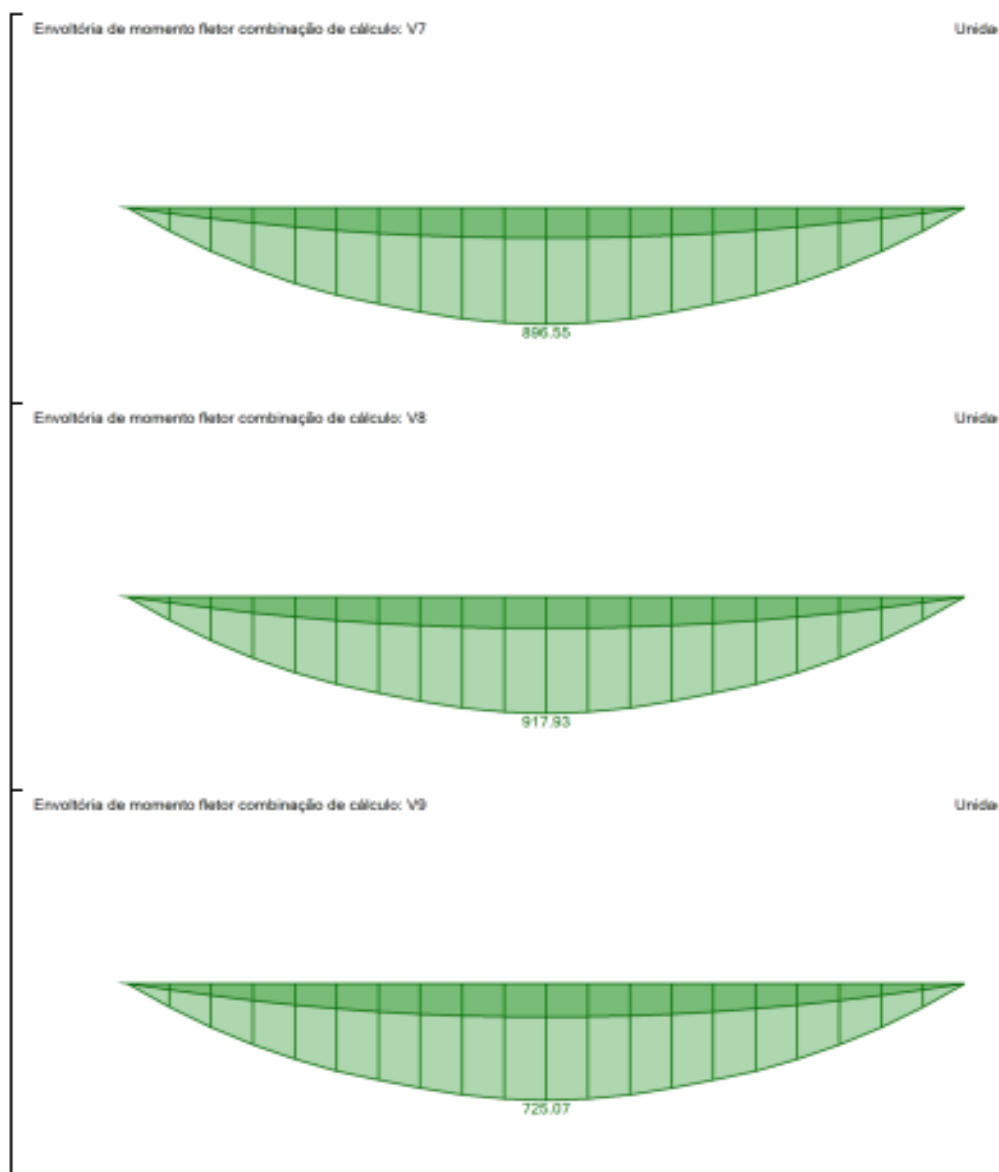 Envoltória de momento fletor combinação de cálculo: V7 Unida
896.55
Envoltória de momento fletor combinação de cálculo: V8 Unida
917.93
Envoltória de momento fletor combinação de cálculo: V9 Unida
725.07